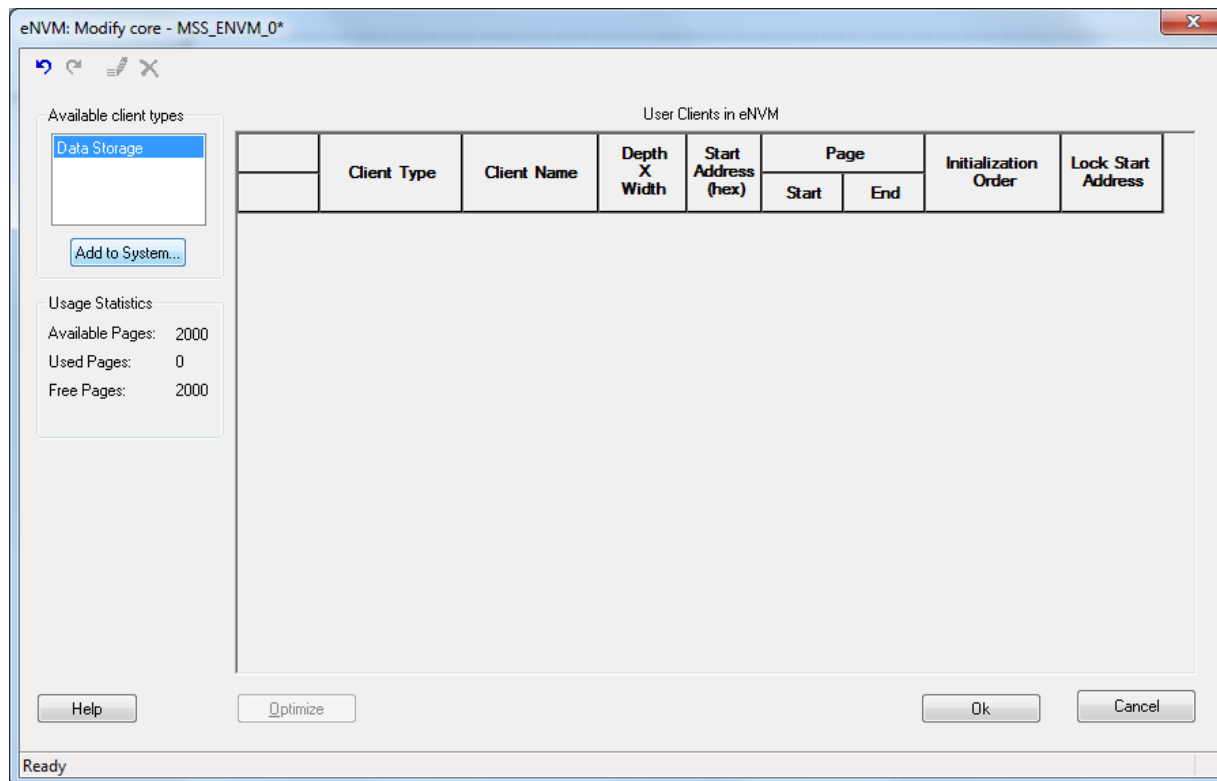 eNVM: Modify core - MSS_ENVM_0*
Available client types
Data Storage
Add to System...
Usage Statistics
Available Pages: 2000
Used Pages: 0
Free Pages: 2000
User Clients in eNVM
Client Type
Client Name
Depth
X
Width
Start
Address
(hex)
Page
Start End
Initialization
Order
Lock Start
Address
Help
Optimize
Ok
Cancel
Ready